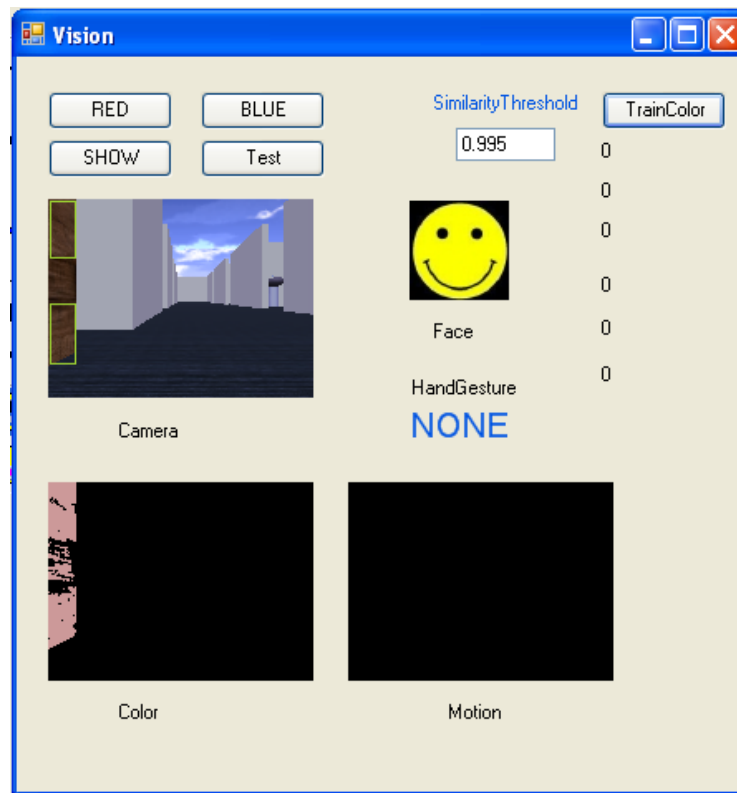 Vision
RED
BLUE
SimilarityThreshold
TrainColor
SHOW
Test
0.995
0
0
0
0
0
0
Face
HandGesture
NONE
Camera
Color
Motion